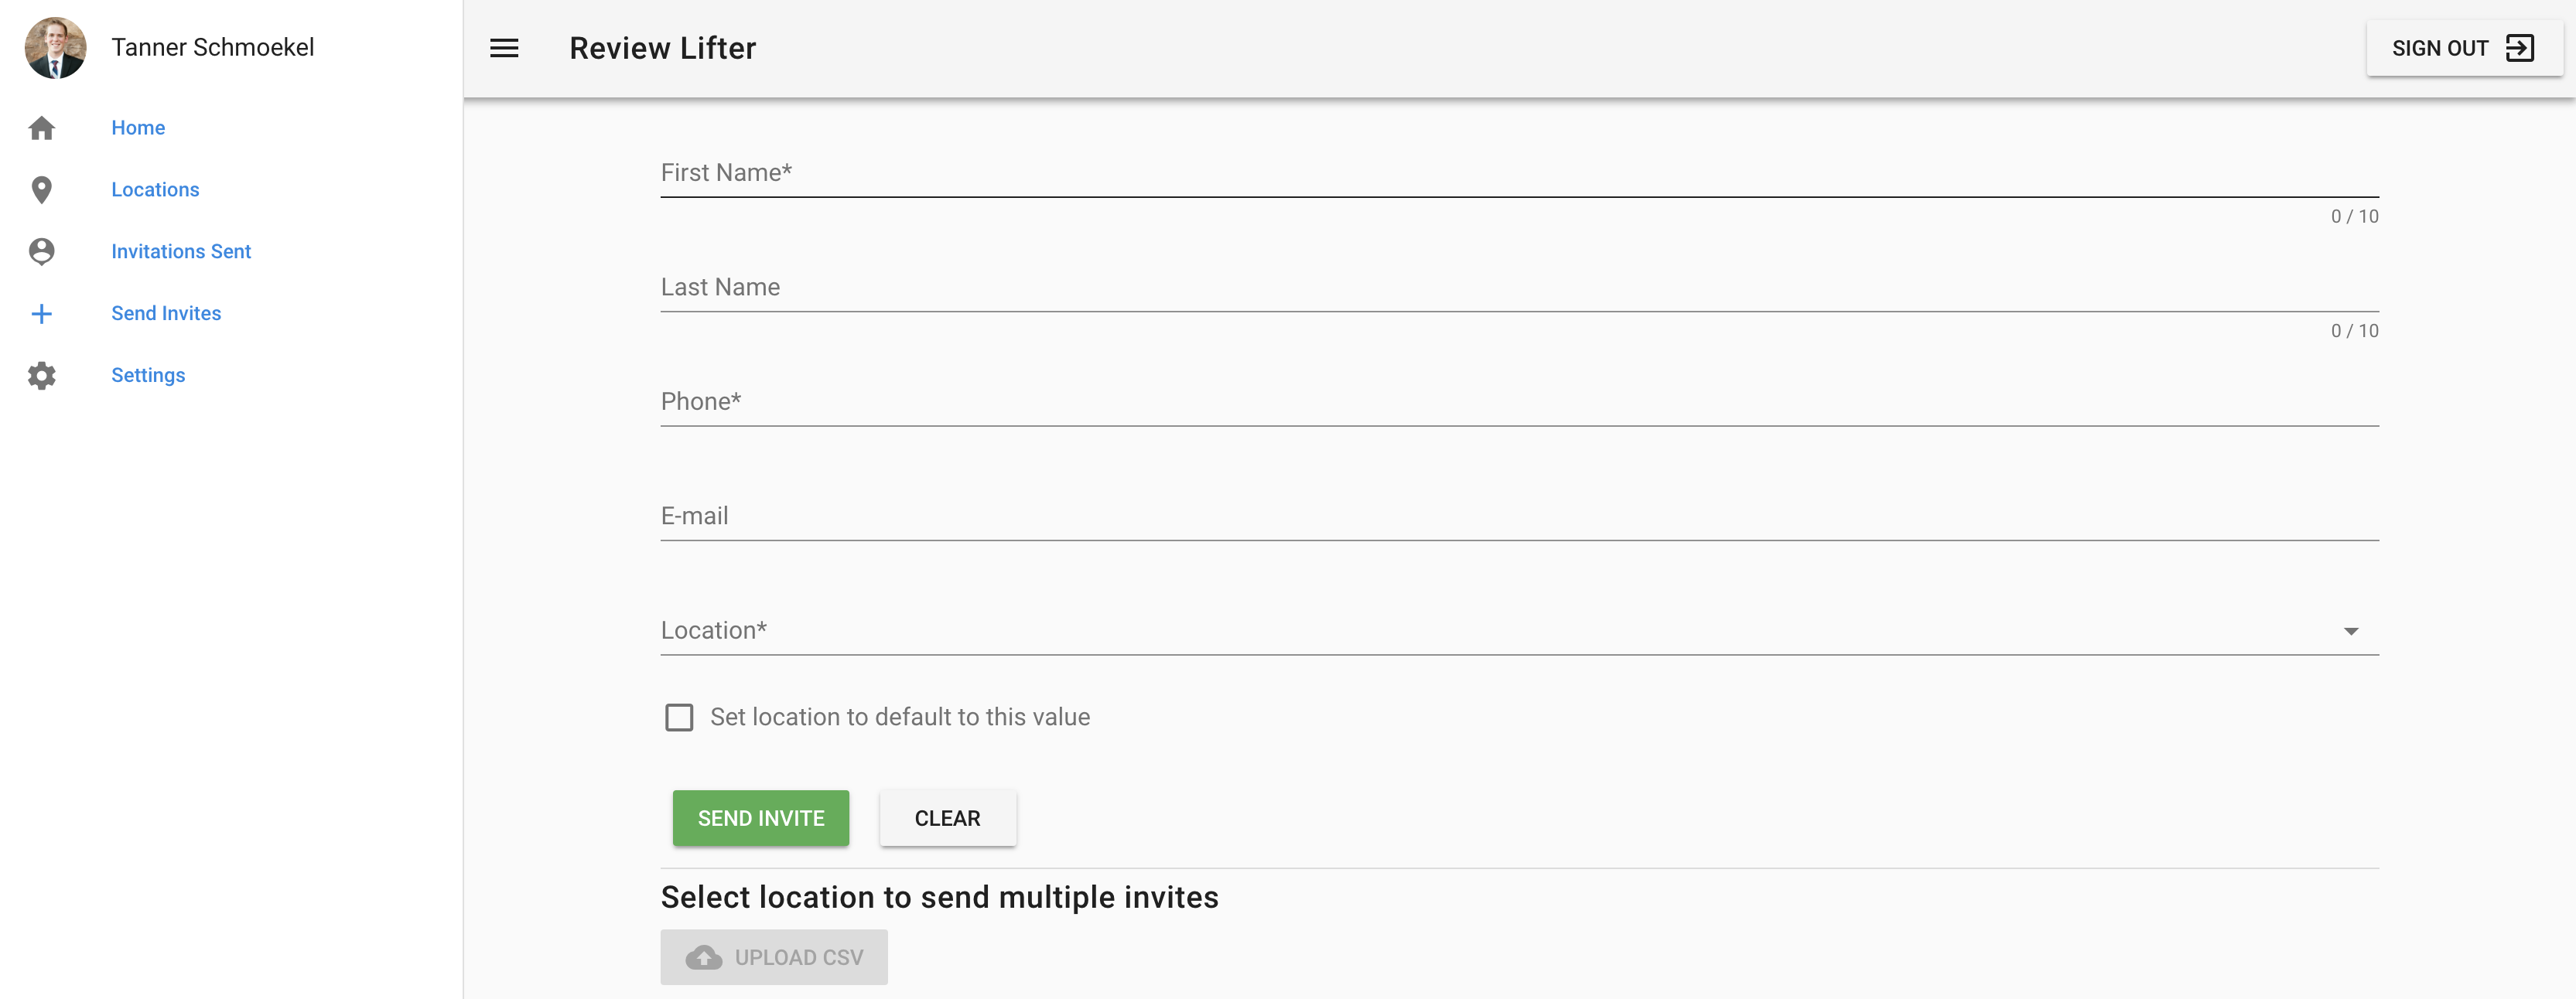 Tanner Schmoekel
Home
Locations
Invitations Sent
Send Invites
Settings
Review Lifter
SIGN OUT
First Name*
0 / 10
Last Name
0 / 10
Phone*
E-mail
Location*
Set location to default to this value
SEND INVITE
CLEAR
Select location to send multiple invites
UPLOAD CSV